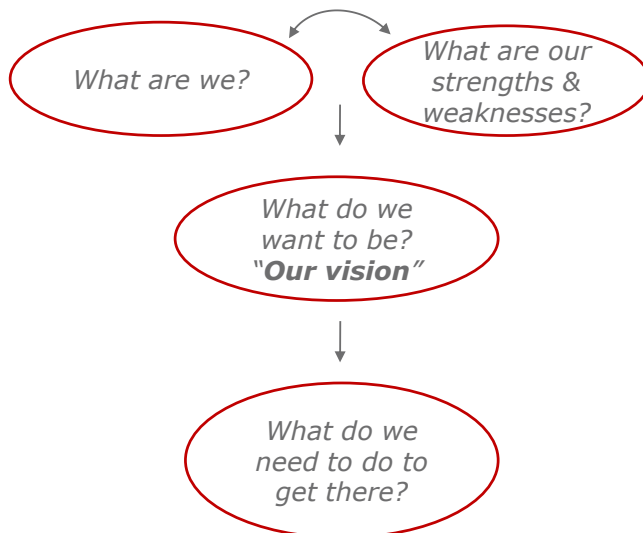 What are we?
What are our
strengths &
weaknesses?
What do we
want to be?
“Our vision”
What do we
need to do to
get there?